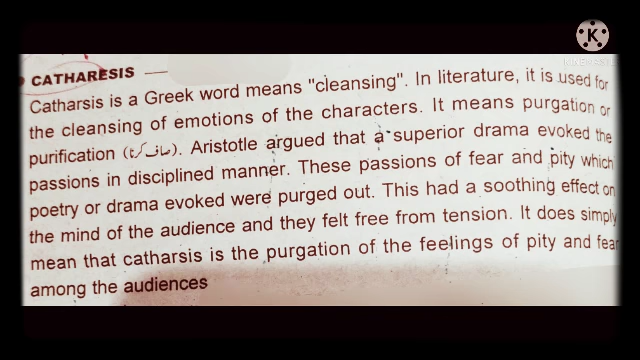 K
KINEMASTER
CATHARESIS —
Catharsis is a Greek word means "cleansing". In literature, it is used for
the cleansing of emotions of the characters. It means purgation or
purification (صاف کرنا). Aristotle argued that a superior drama evoked the
passions in disciplined manner. These passions of fear and pity which
poetry or drama evoked were purged out. This had a soothing effect on
the mind of the audience and they felt free from tension. It does simply
mean that catharsis is the purgation of the feelings of pity and fear
among the audiences